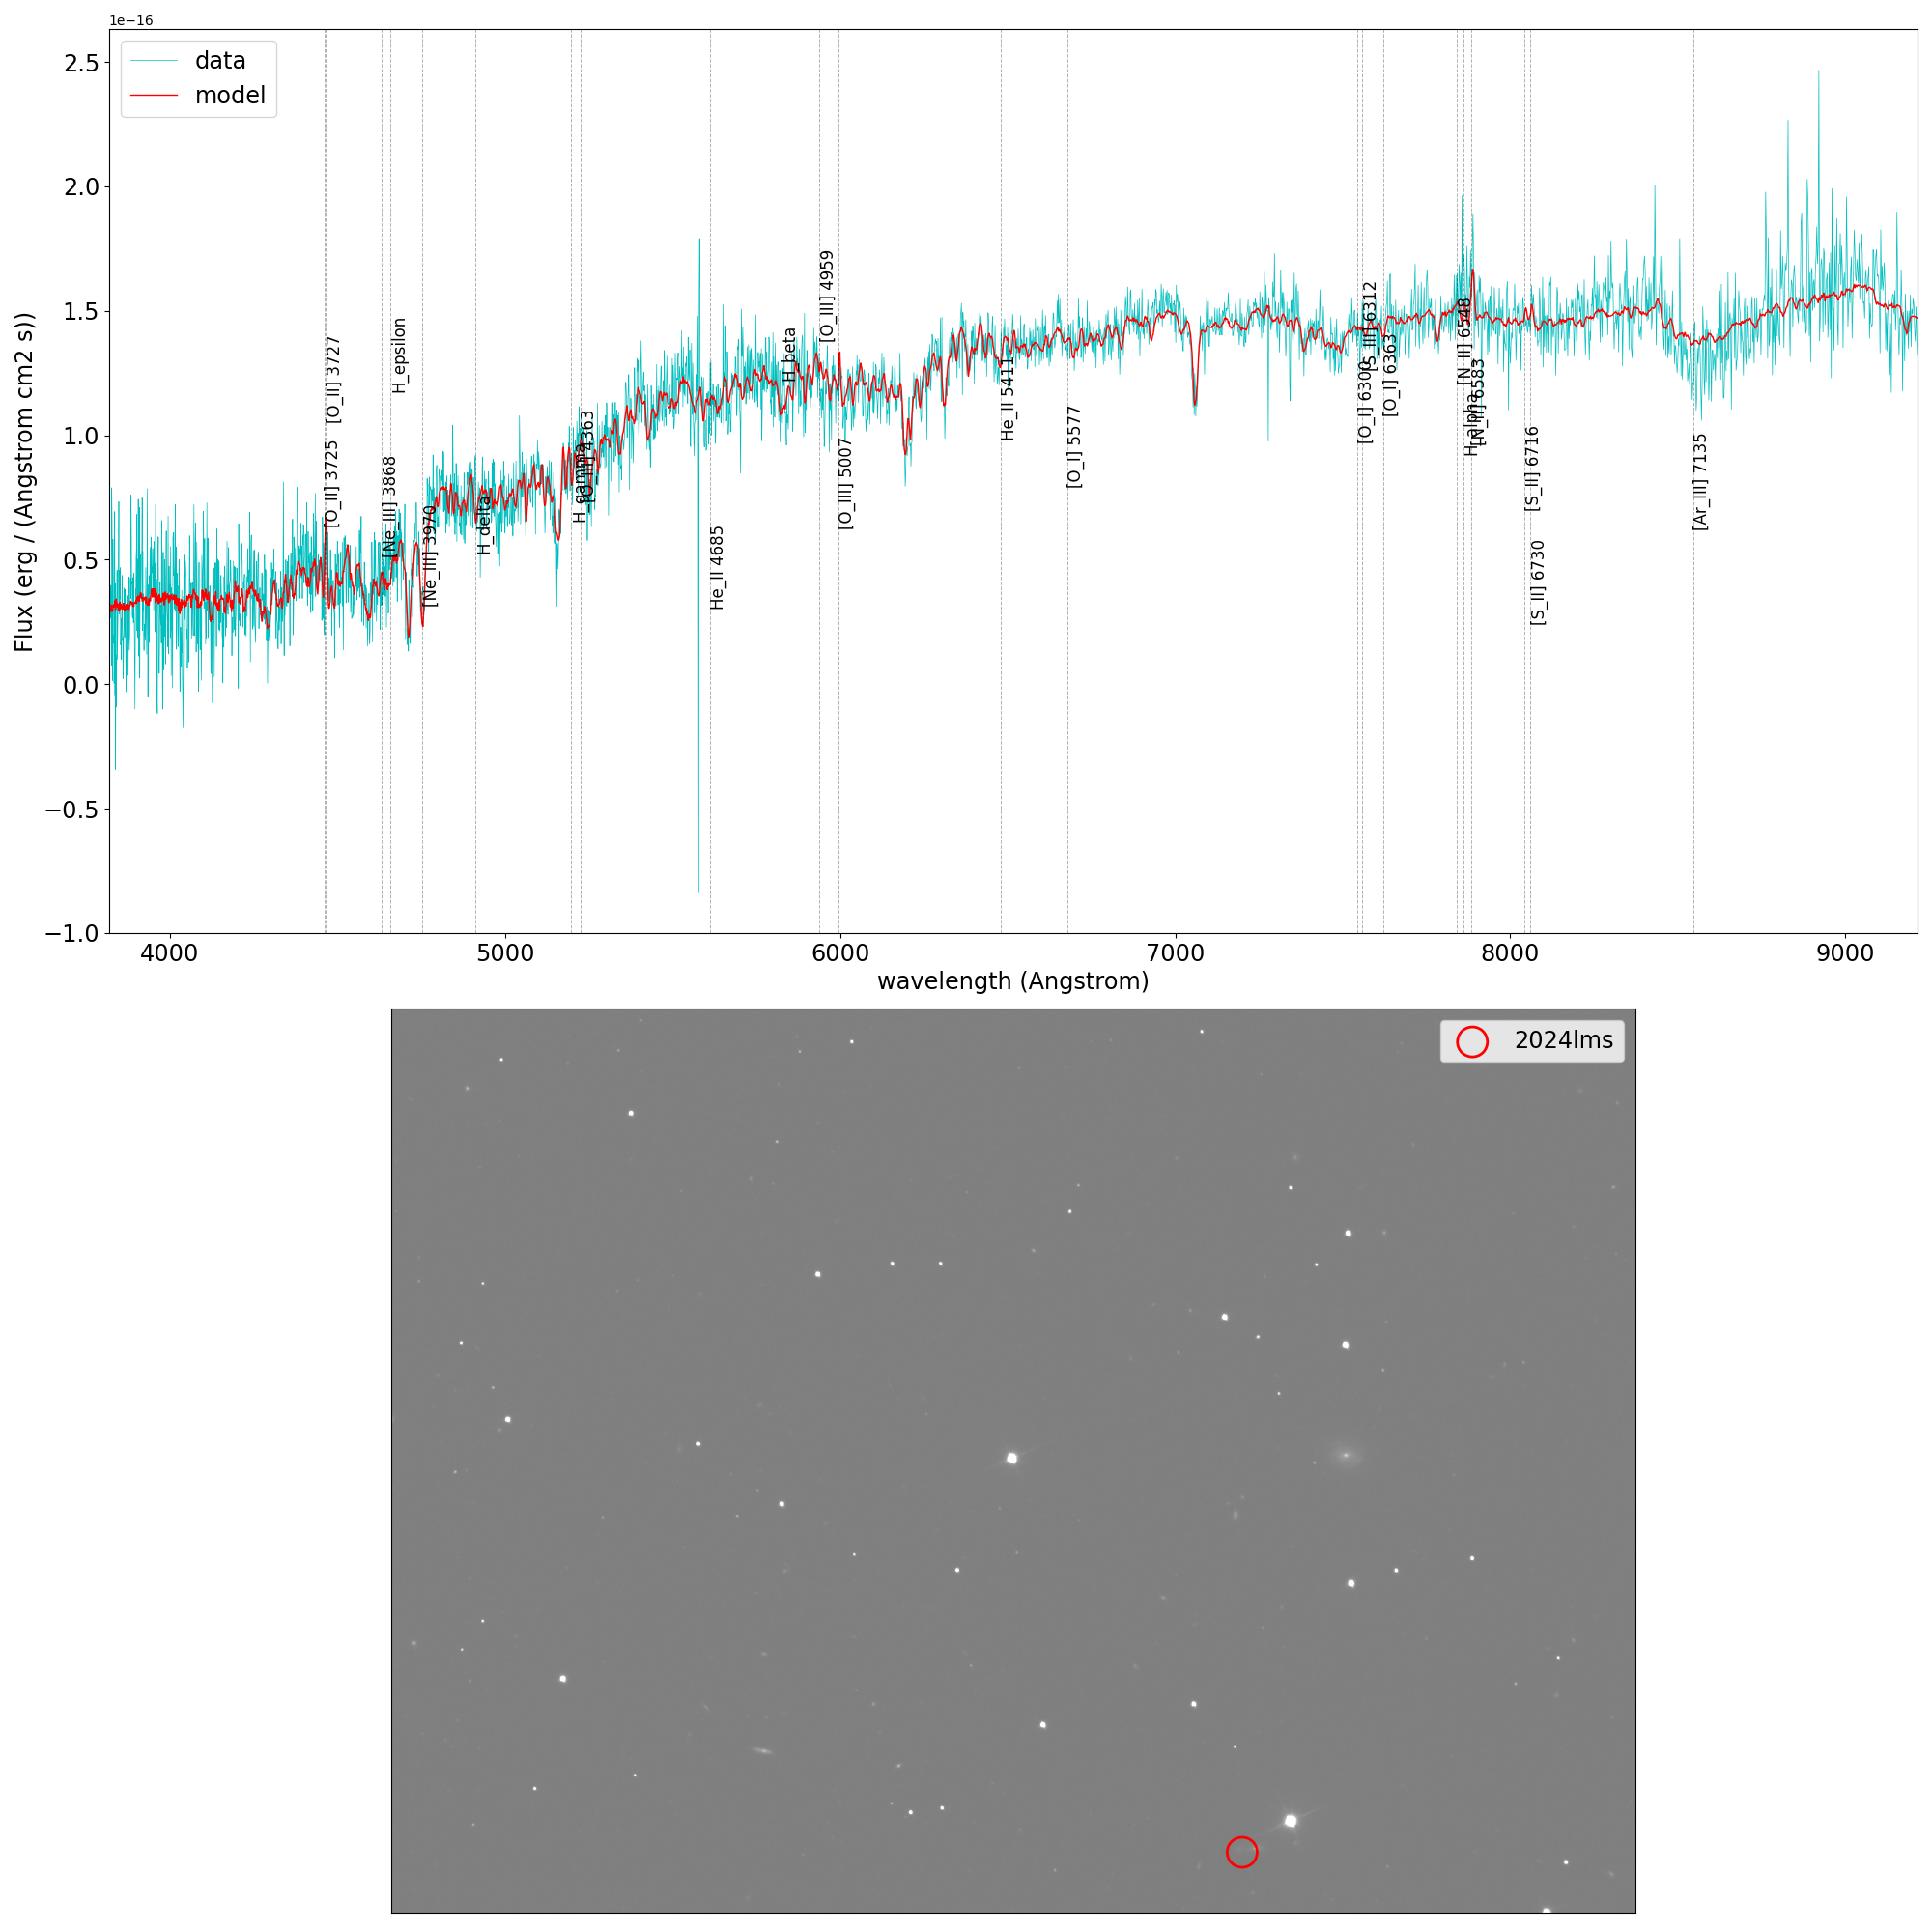 1e−16
data
model
2.5
2.0
1.5
1.0
0.5
0.0
−0.5
−1.0
Flux (erg / (Angstrom cm2 s))
[O_II] 3725
[O_II] 3727
[Ne_III] 3868
H_epsilon
[Ne_III] 3970
H_delta
H_gamma
[O_III] 4363
He_II 4685
H_beta
[O_III] 4959
[O_III] 5007
He_II 5411
[O_I] 5577
[O_I] 6300
[S_III] 6312
[O_I] 6363
[N_II] 6548
H_alpha
[N_II] 6583
[S_II] 6716
[S_II] 6730
[Ar_III] 7135
4000 5000 6000 7000 8000 9000
wavelength (Angstrom)
2024lms